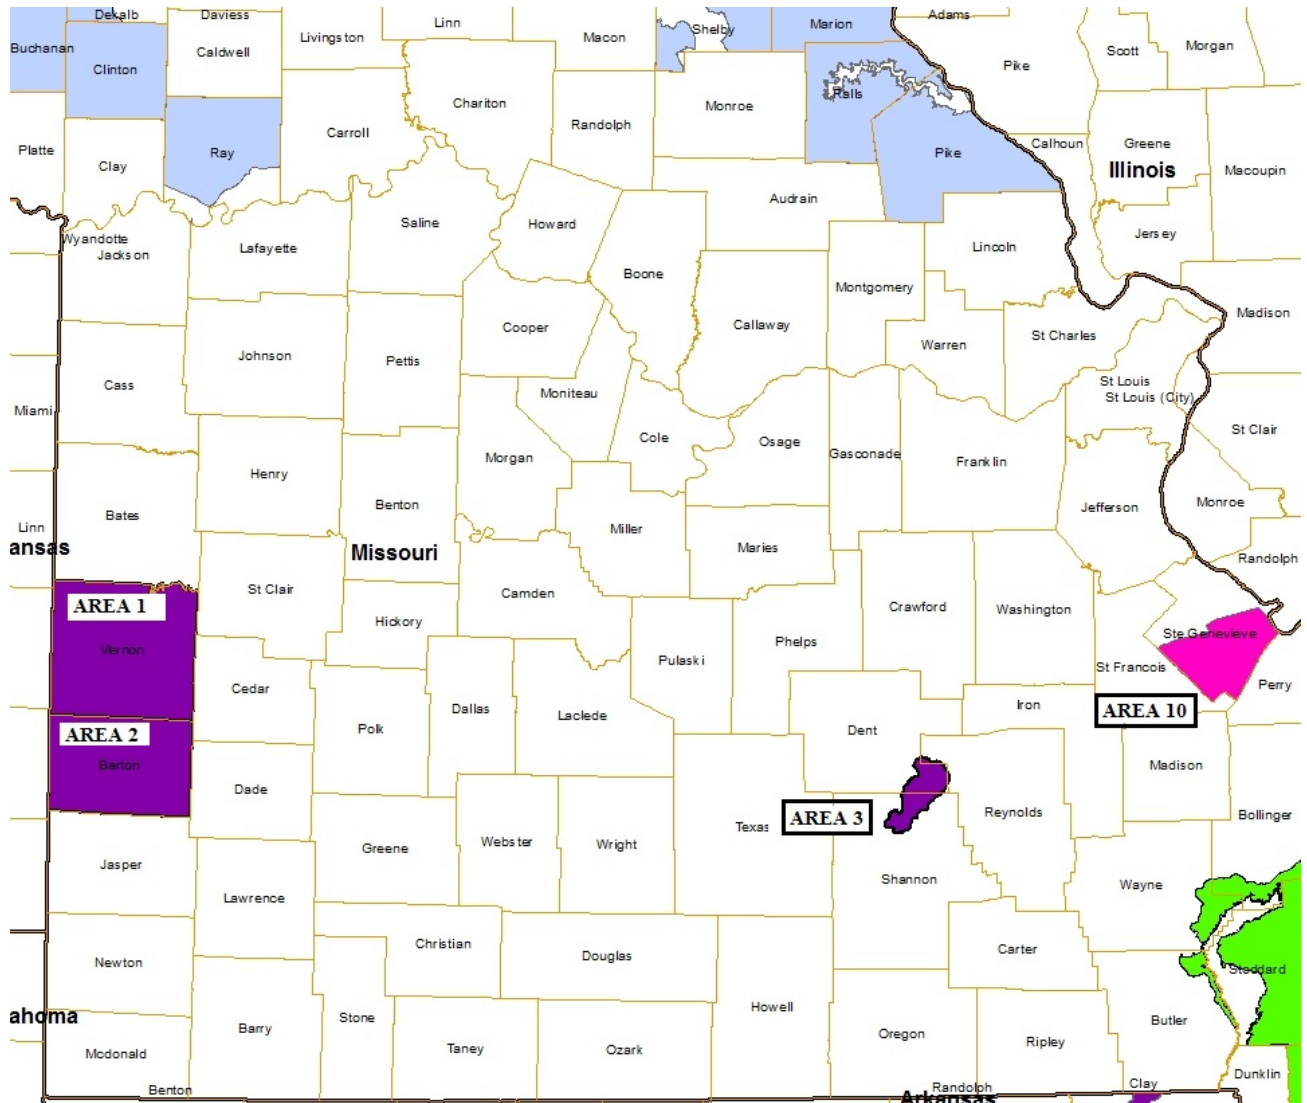 Dekalb
Daviess
Linn
Shelby
Marion
Adams
Buchanan
Clinton
Caldwell
Livingston
Macon
Scott
Morgan
Pike
Chariton
Monroe
Ralls
Randolph
Carroll
Platte
Clay
Ray
Pike
Calhoun
Greene
Illinois
Macoupin
Audrain
Saline
Howard
Jersey
Wyandotte
Jackson
Lafayette
Lincoln
Boone
Montgomery
Madison
Cooper
Callaway
Johnson
Pettis
Warren
St Charles
Cass
Moniteau
St Louis
St Louis (City)
Miami
Cole
Osage
St Clair
Morgan
Gasconade
Franklin
Henry
Benton
Bates
Jefferson
Monroe
Linn
Miller
ansas
Missouri
Maries
Randolph
St Clair
Camden
AREA 1
Crawford
Washington
Hickory
Vernon
Phelps
Ste Genevieve
Pulaski
St Francois
Cedar
Perry
Dallas
Laclede
Iron
AREA 10
Polk
Dent
AREA 2
Barton
Madison
Dade
AREA 3
Texas
Reynolds
Bollinger
Greene
Webster
Wright
Jasper
Shannon
Wayne
Lawrence
Christian
Douglas
Carter
Newton
Stoddard
Howell
ahoma
Barry
Stone
Taney
Ozark
Oregon
Ripley
Butler
Mcdonald
Dunklin
Benton
Randolph
Clay
Arkansas